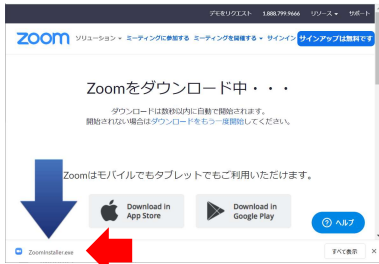 デモをリクエスト 1.888.799.9666 リソース サポート
zoom ソリューション ミーティングに参加する ミーティングを開催する サインイン サインアップは無料です
Zoomをダウンロード中・・・
ダウンロードは数秒以内に自動で開始されます。
開始されない場合はダウンロードをもう一度開始してください。
Zoomはモバイルでもタブレットでもご利用いただけます。
Download in
App Store
Download in
Google Play
ヘルプ
ZoomInstaller.exe
すべて表示